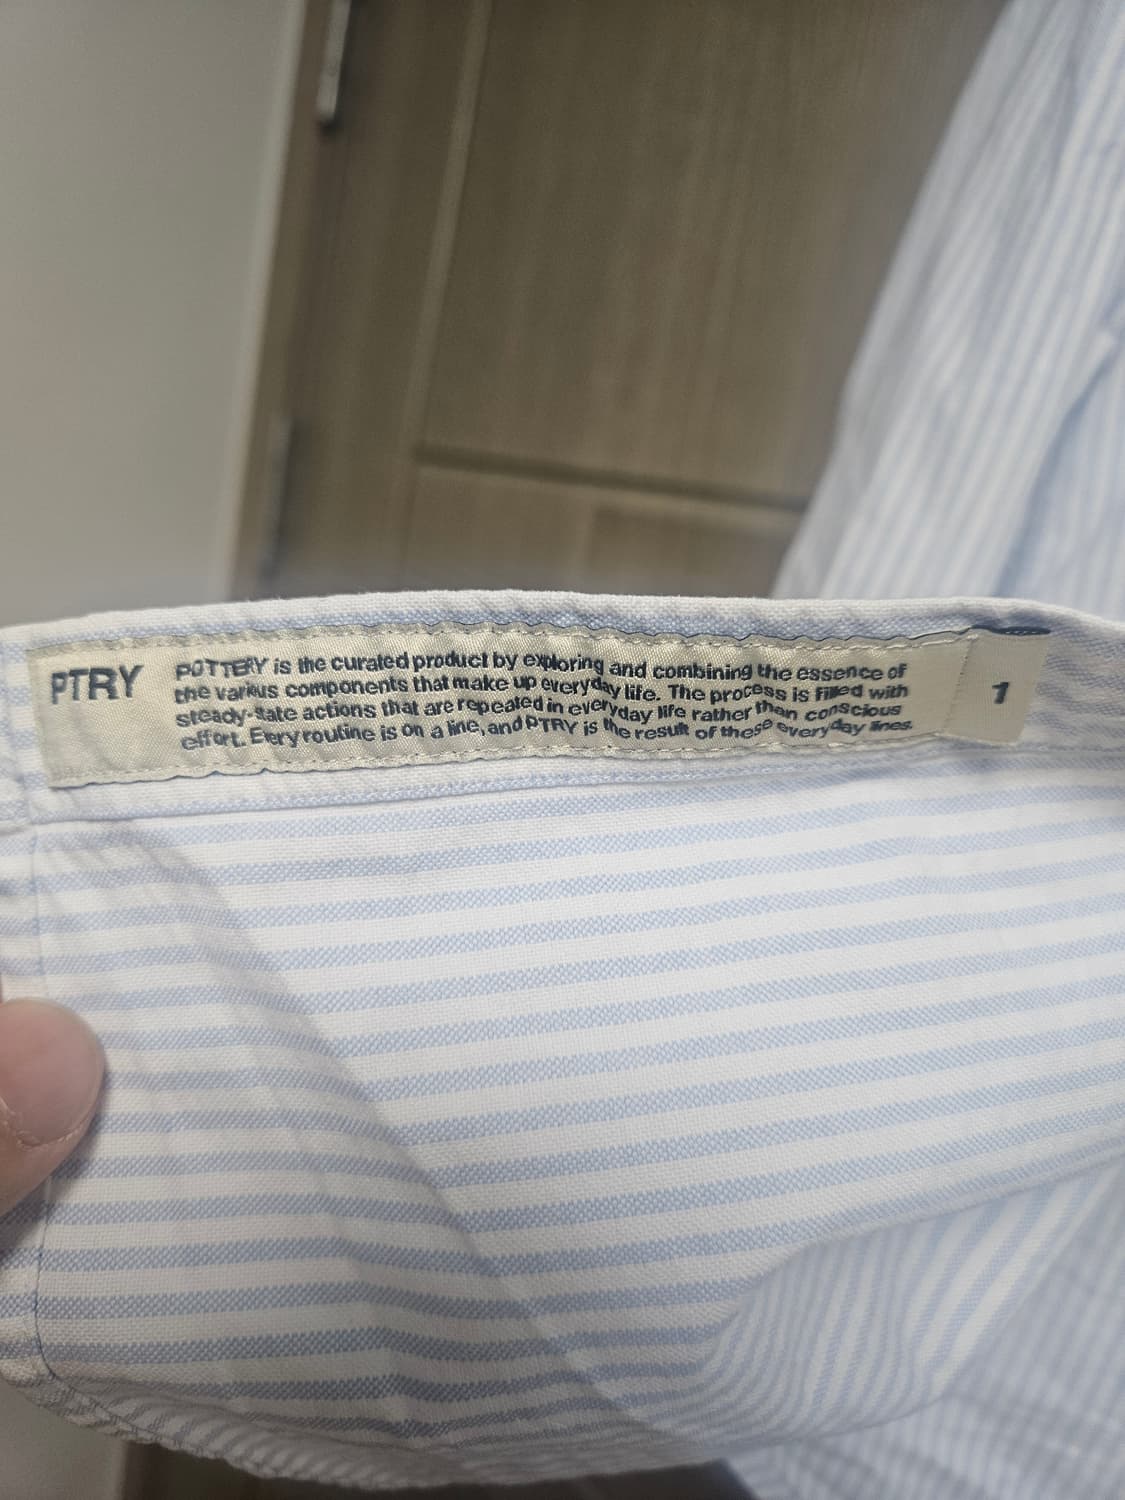 PTRY
POTTERY is the curated product by exploring and combining the essence of
the various components that make up everyday life. The process is filled with
steady-state actions that are repeated in everyday life rather than conscious
effort. Every routine is on a line, and PTRY is the result of these everyday lines.
1